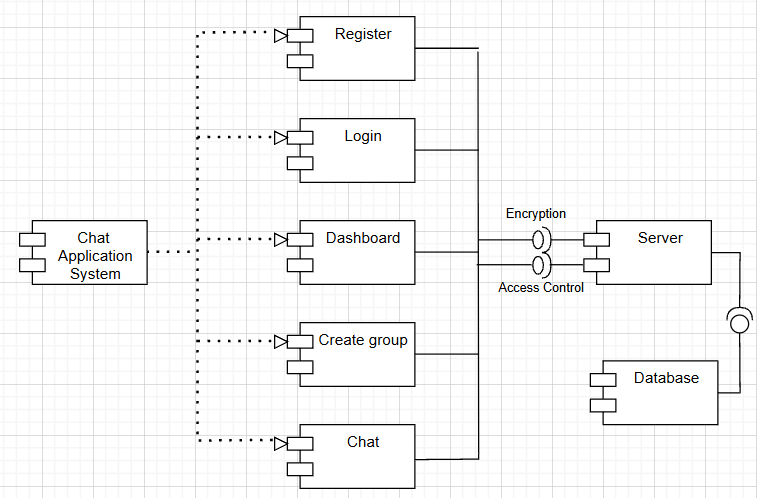 Register
Login
Chat
Application
System
Dashboard
Create group
Chat
Encryption
Access Control
Server
Database